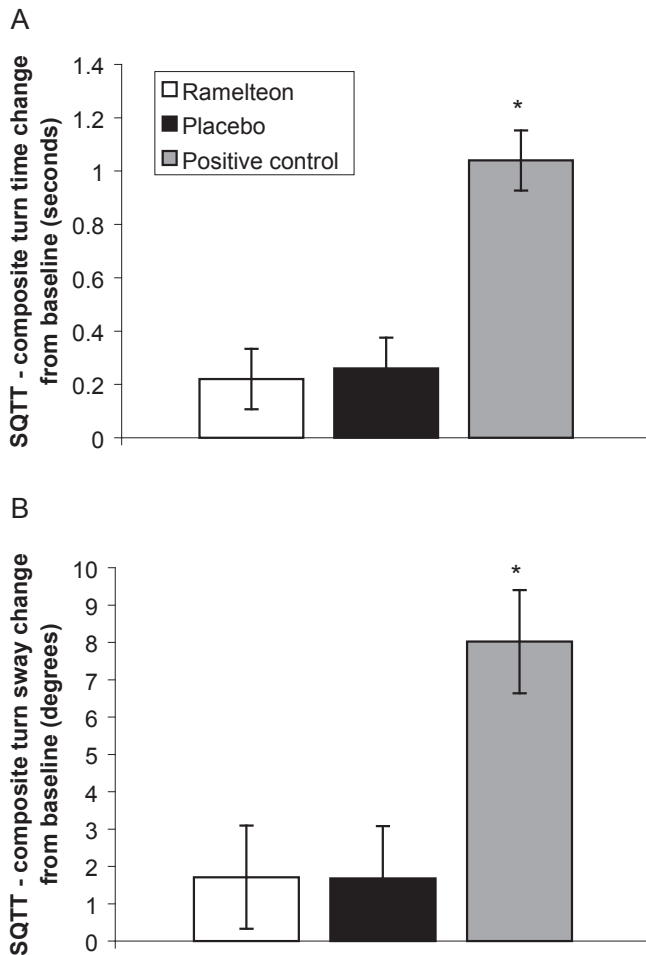 A
SQTT - composite turn time change
from baseline (seconds)
1.4
1.2
1
0.8
0.6
0.4
0.2
0
Ramelteon
Placebo
Positive control
*
B
SQTT - composite turn sway change
from baseline (degrees)
10
9
8
7
6
5
4
3
2
1
0
*